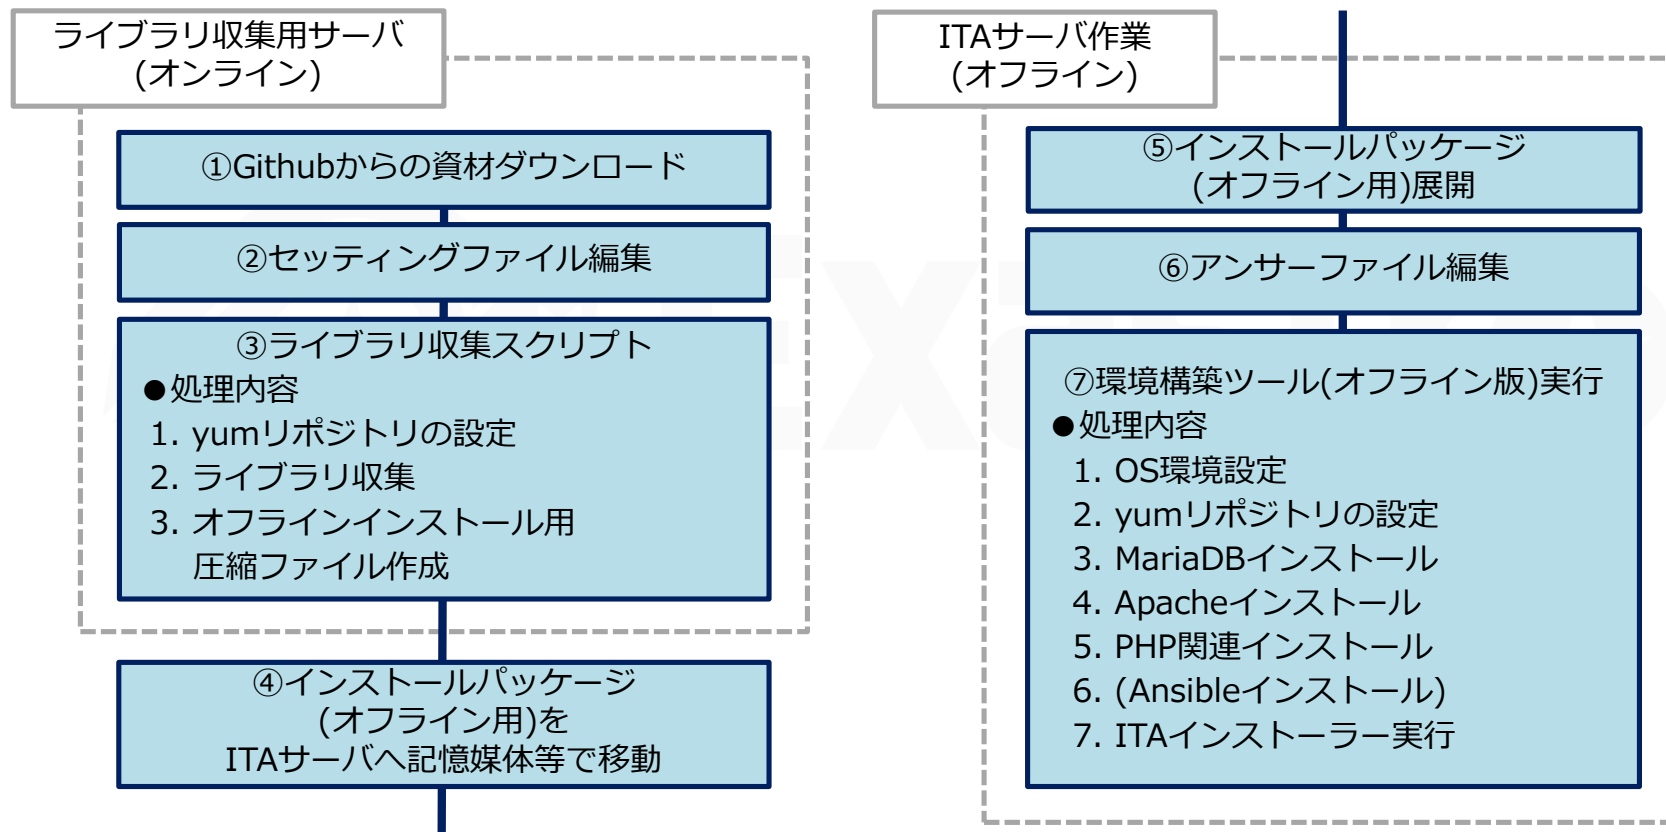 ライブラリ収集用サーバ
(オンライン)
①Githubからの資材ダウンロード
②セッティングファイル編集
③ライブラリ収集スクリプト
●処理内容
1. yumリポジトリの設定
2. ライブラリ収集
3. オフラインインストール用
圧縮ファイル作成
④インストールパッケージ
(オフライン用)を
ITAサーバへ記憶媒体等で移動
ITAサーバ作業
(オフライン)
⑤インストールパッケージ
(オフライン用)展開
⑥アンサーファイル編集
⑦環境構築ツール(オフライン版)実行
●処理内容
1. OS環境設定
2. yumリポジトリの設定
3. MariaDBインストール
4. Apacheインストール
5. PHP関連インストール
6. (Ansibleインストール)
7. ITAインストーラー実行